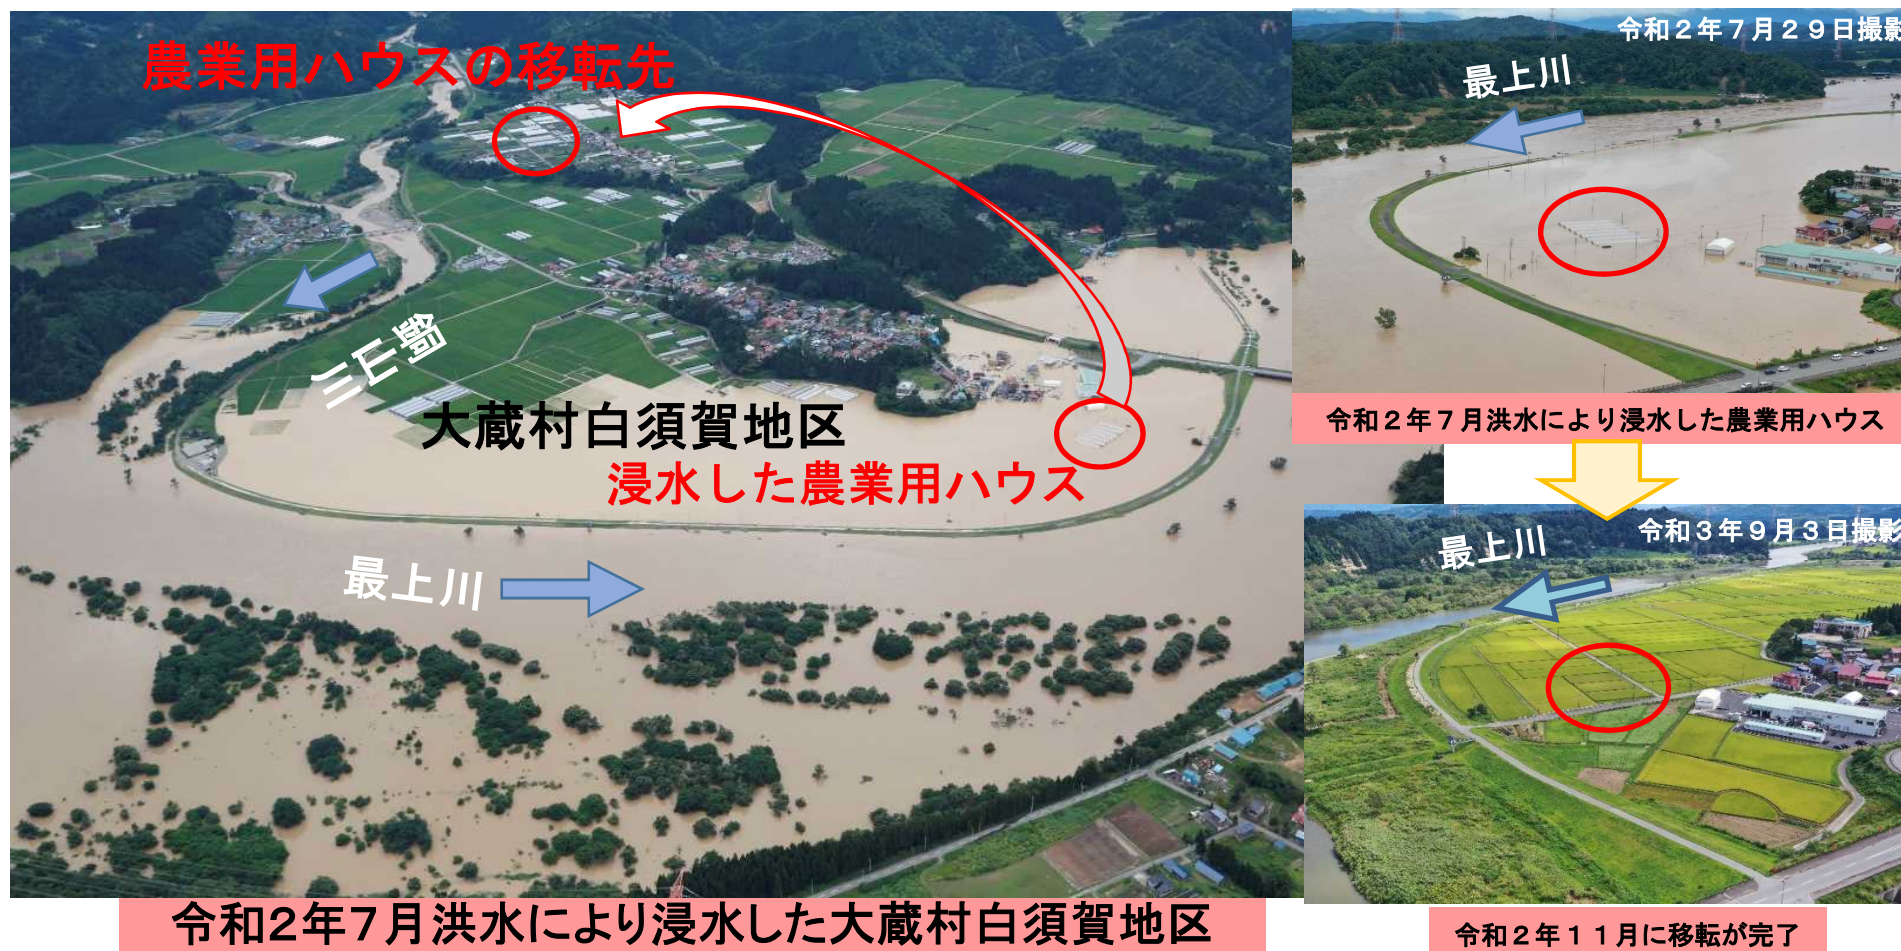 農業用ハウスの移転先
銅山川
大蔵村白須賀地区
浸水した農業用ハウス
最上川
令和2年7月洪水により浸水した大蔵村白須賀地区
令和２年７月２９日撮影
最上川
令和２年７月洪水により浸水した農業用ハウス
令和３年９月３日撮影
最上川
令和２年１１月に移転が完了